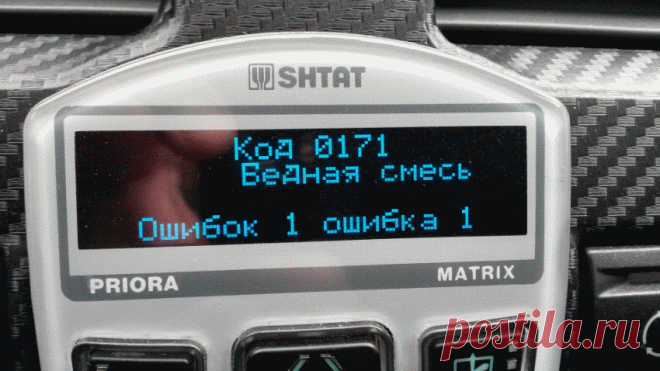 SHTAT
Код 0171
Бедная смесь
Ошибок 1 ошибка 1
PRIORA
MATRIX
postila.ru